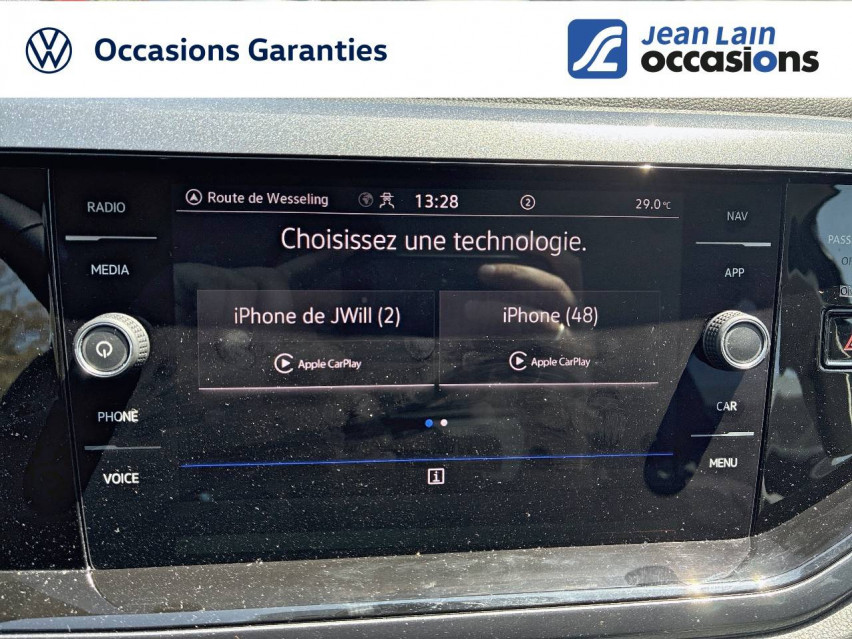 Occasions Garanties
Jean Lain
occasions
RADIO
MEDIA
PHONE
VOICE
Route de Wesseling
13:28
2
29.0°C
Choisissez une technologie.
iPhone de JWill (2)
Apple CarPlay
iPhone (48)
Apple CarPlay
i
NAV
APP
CAR
MENU